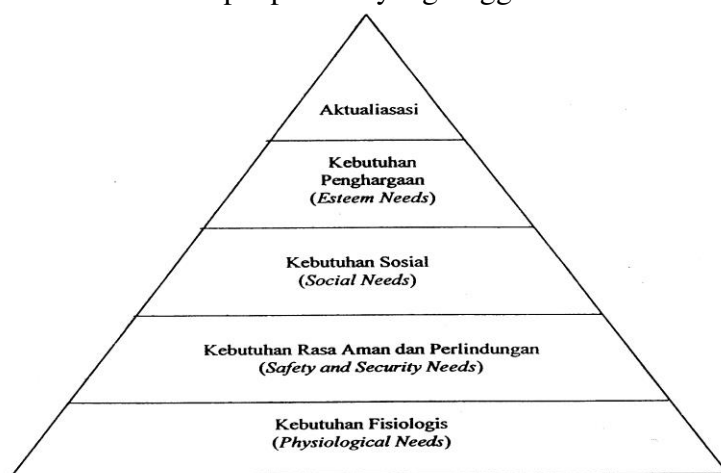 yang
Aktualiasasi
Kebutuhan
Penghargaan
(Esteem Needs)
Kebutuhan Sosial
(Social Needs)
Kebutuhan Rasa Aman dan Perlindungan
(Safety and Security Needs)
Kebutuhan Fisiologis
(Physiological Needs)